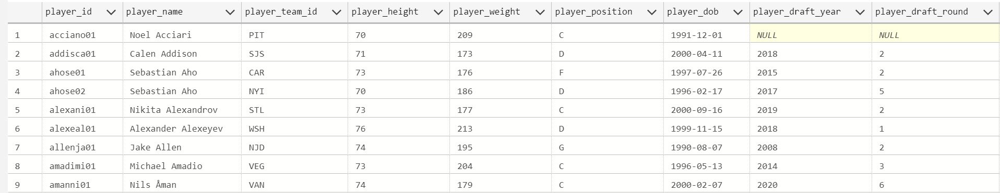 player_id player_name player_team_id player_height player_weight player_position player_dob player_draft_year player_draft_round
1 acciano01 Noel Acciari PIT 70 209 C 1991-12-01 NULL NULL
2 addisca01 Calen Addison SJS 71 173 D 2000-04-11 2018 2
3 ahose01 Sebastian Aho CAR 73 176 F 1997-07-26 2015 2
4 ahose02 Sebastian Aho NYI 70 186 D 1996-02-17 2017 5
5 alexani01 Nikita Alexandrov STL 73 177 C 2000-09-16 2019 2
6 alexeal01 Alexander Alexeyev WSH 76 213 D 1999-11-15 2018 1
7 allenja01 Jake Allen NJD 74 195 G 1990-08-07 2008 2
8 amadimi01 Michael Amadio VEG 73 204 C 1996-05-13 2014 3
9 amanni01 Nils Åman VAN 74 179 C 2000-02-07 2020 6